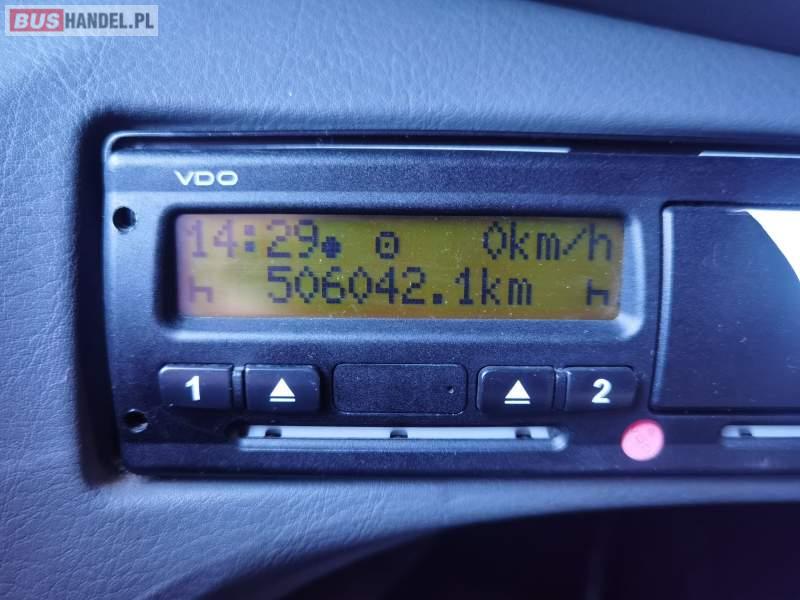 BUSHANDEL.PL
VDO
14:29 0km/h
506042.1km
1 2